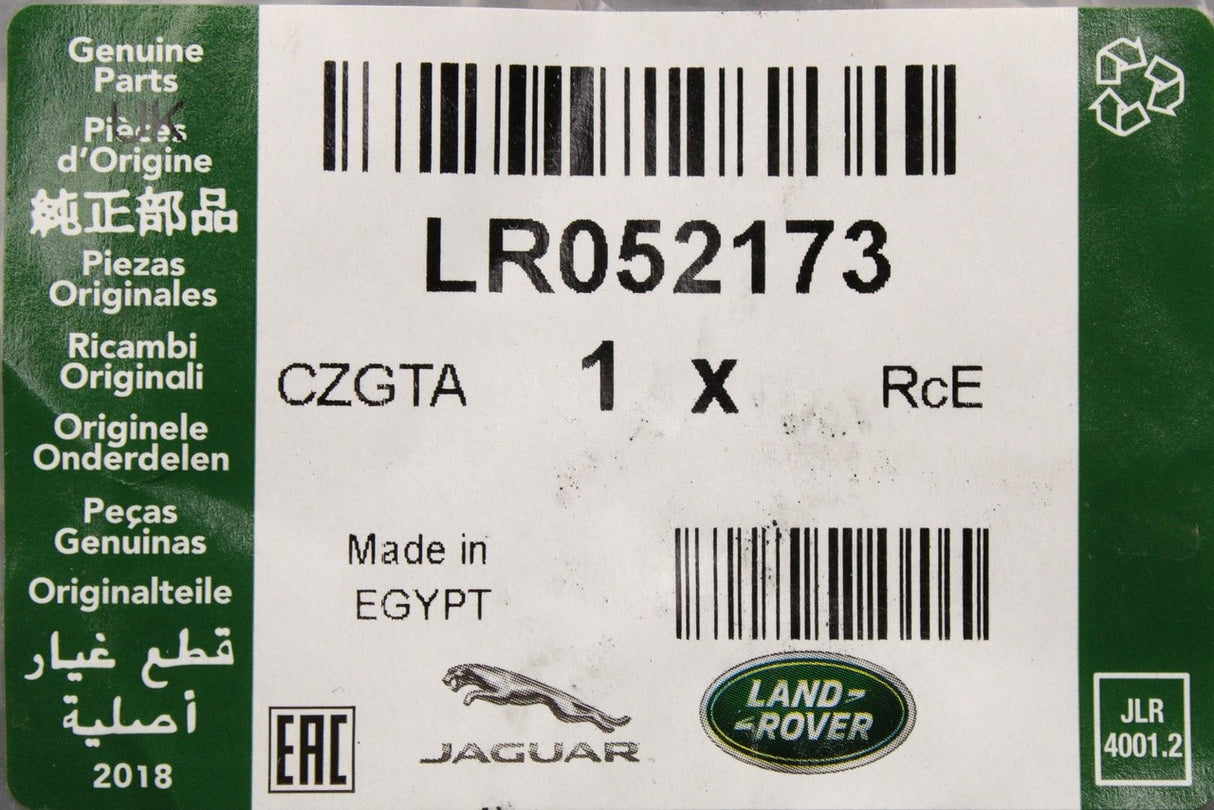 Genuine
Parts
UK
Pièces
d'Origine
純正部品
Piezas
Originales
Ricambi
Originali
Originele
Onderdelen
Peças
Genuinas
Originalteile
قطع غيار
أصلية
2018
LR052173
CZGTA 1 x RcE
Made in
EGYPT
EAC
JAGUAR
LAND-
-ROVER
JLR
4001.2